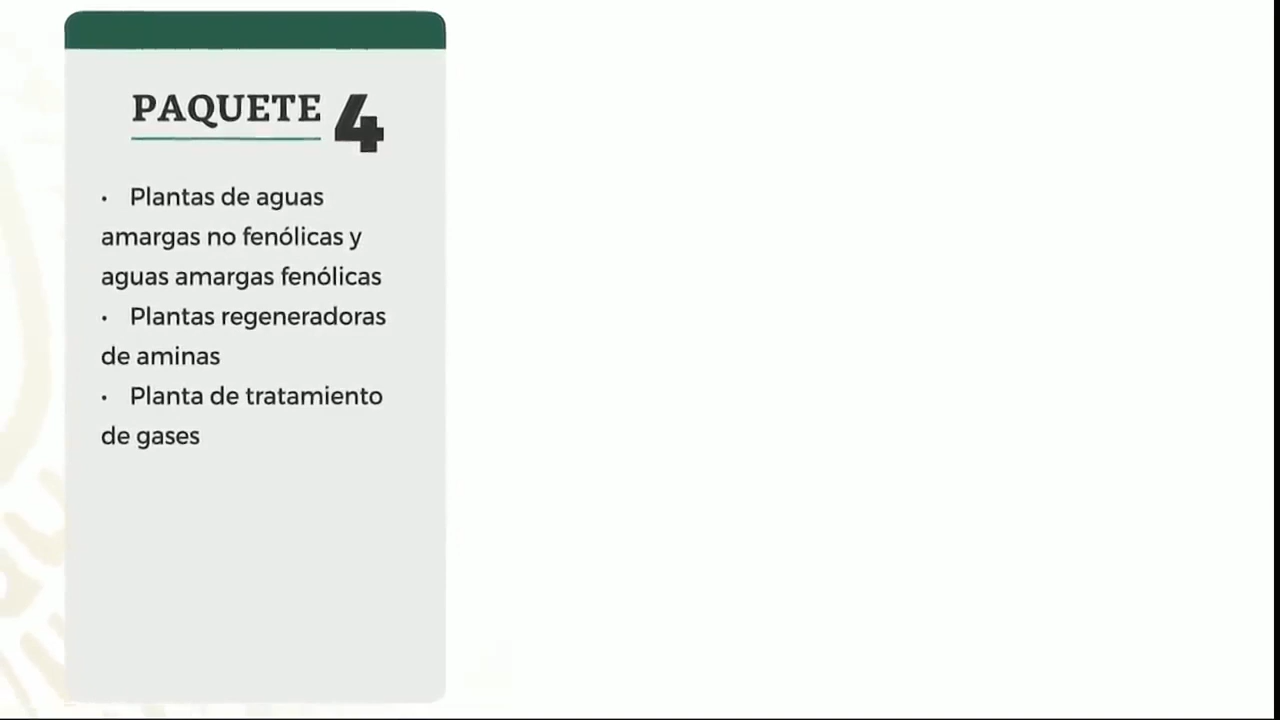 PAQUETE 4
• Plantas de aguas
amargas no fenólicas y
aguas amargas fenólicas
• Plantas regeneradoras
de aminas
• Planta de tratamiento
de gases